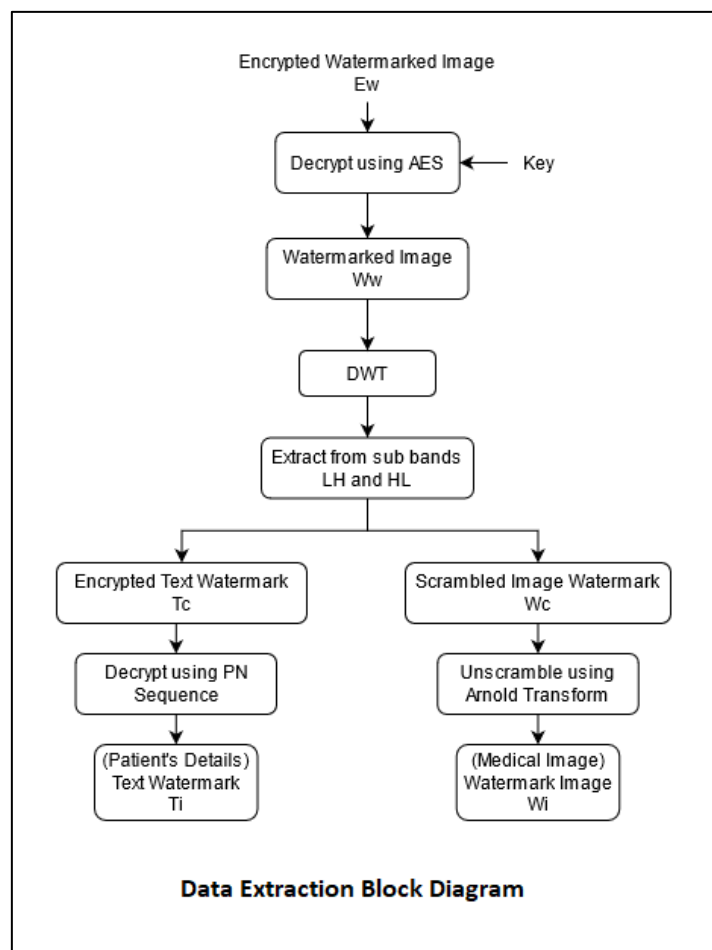 Encrypted Watermarked Image
Ew
Decrypt using AES
Key
Watermarked Image
Ww
DWT
Extract from sub bands
LH and HL
Encrypted Text Watermark
Tc
Scrambled Image Watermark
Wc
Decrypt using PN
Sequence
Unscramble using
Arnold Transform
(Patient's Details)
Text Watermark
Ti
(Medical Image)
Watermark Image
Wi
Data Extraction Block Diagram